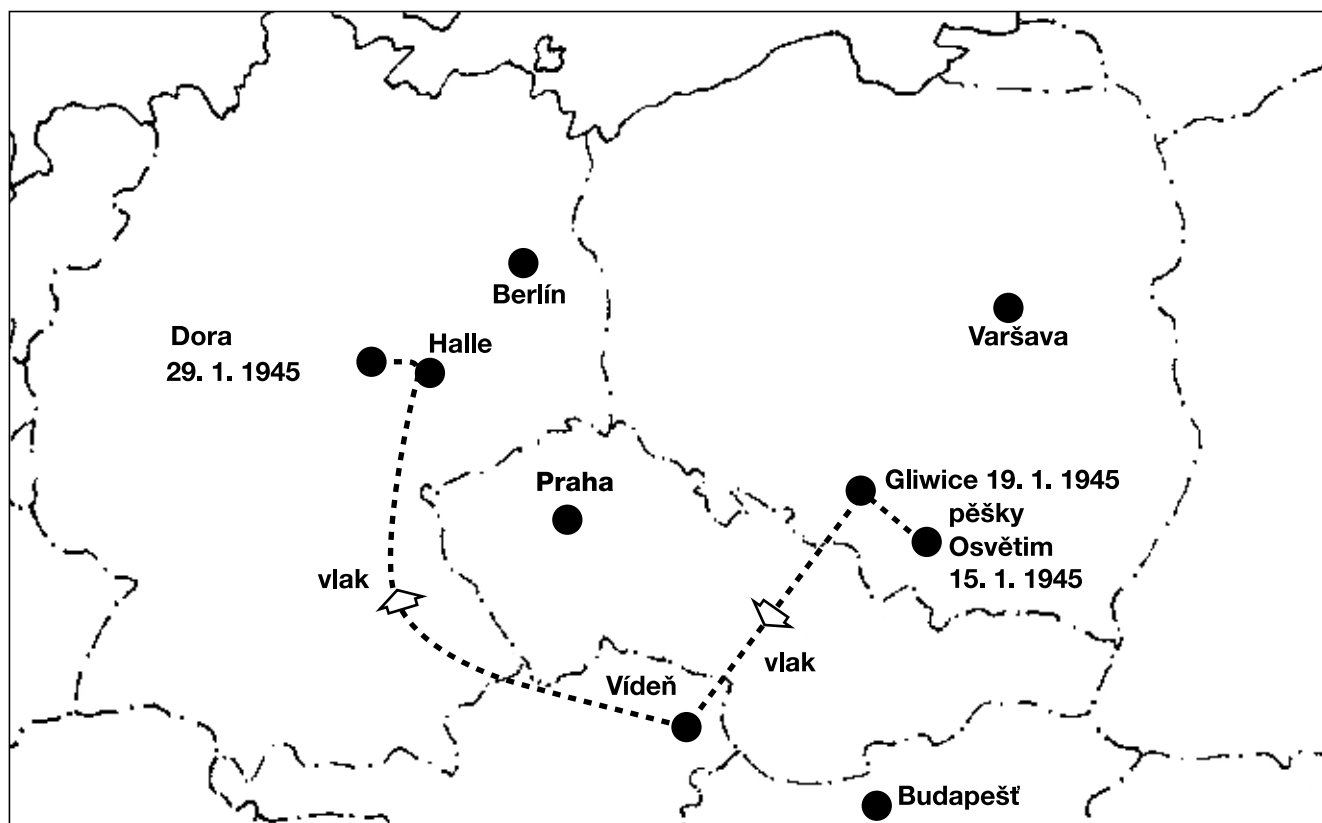 Berlín
Varšava
Dora
29. 1. 1945
Halle
Praha
Gliwice 19. 1. 1945
pěšky
Osvětim
15. 1. 1945
vlak
vlak
Vídeň
Budapešť